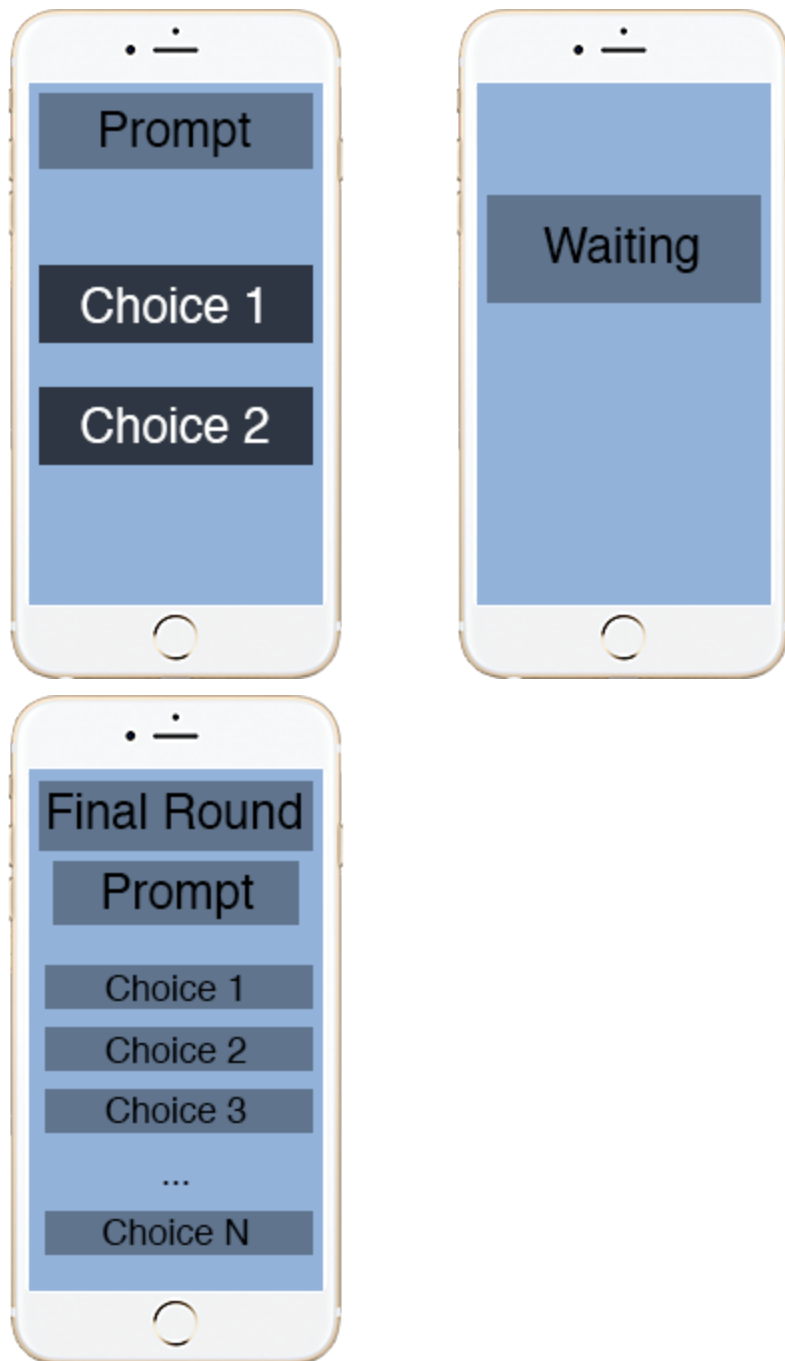 Prompt
Choice 1
Choice 2
Waiting
Final Round
Prompt
Choice 1
Choice 2
Choice 3
...
Choice N